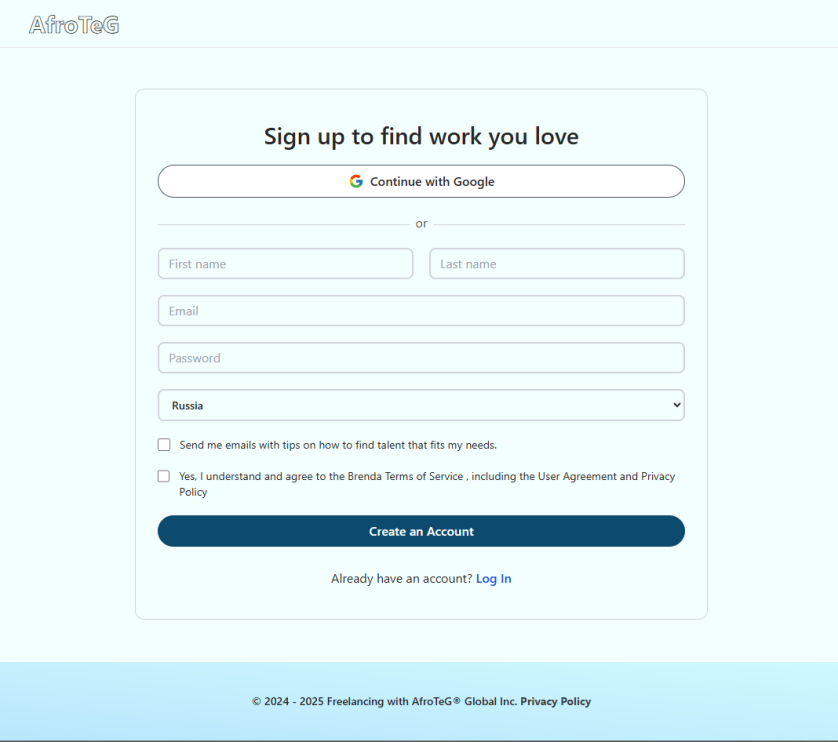 AfroTeG
Sign up to find work you love
Continue with Google
or
First name
Last name
Email
Password
Russia
Send me emails with tips on how to find talent that fits my needs.
Yes, I understand and agree to the Brenda Terms of Service , including the User Agreement and Privacy
Policy
Create an Account
Already have an account? Log In
© 2024 - 2025 Freelancing with AfroTeG® Global Inc. Privacy Policy